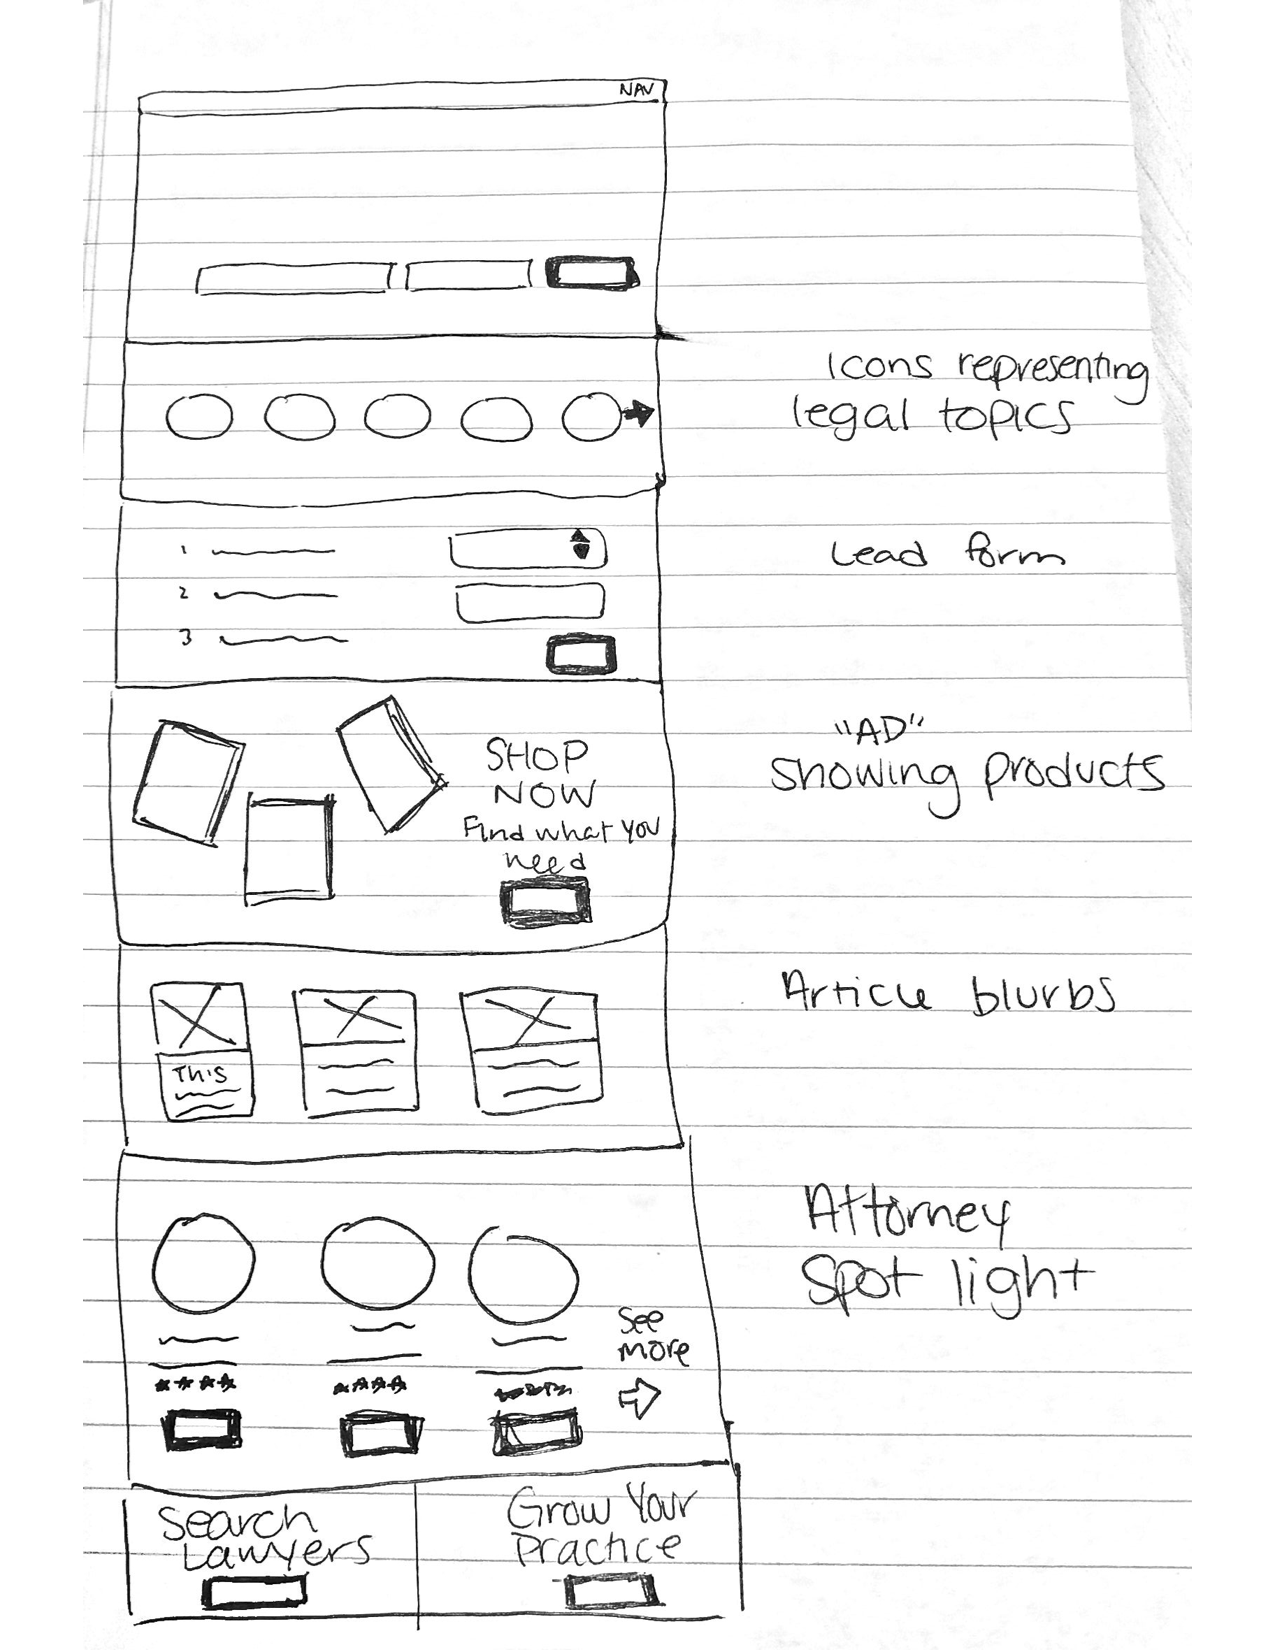 NAV
Icons representing
legal topics
1
2
3
Lead form
SHOP
NOW
Find what you
need
"AD"
showing products
Article blurbs
This
Attorney
Spot light
See
more
Search
Lawyers
Grow Your
Practice